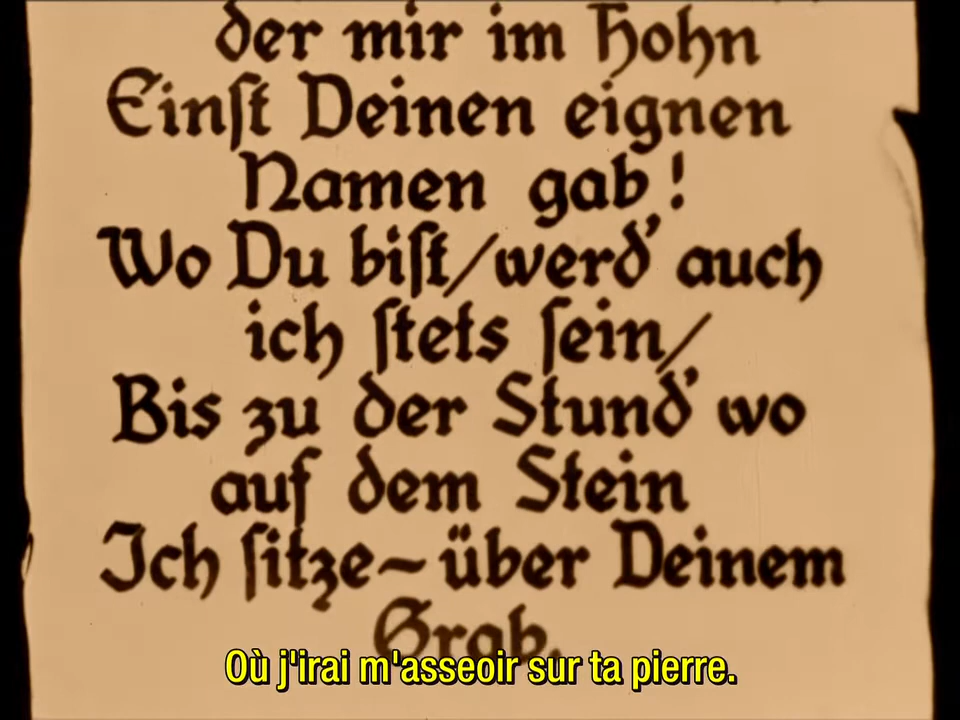 der mir im Hohn
Einſt Deinen eignen
Namen gab!
Wo Du biſt/werd' auch
ich ſtets ſein/
Bis zu der Stund' wo
auf dem Stein
Ich ſitze~über Deinem
Grab.
Où j'irai m'asseoir sur ta pierre.